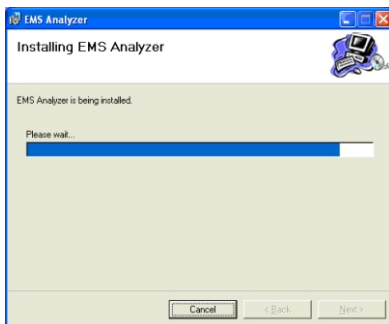 EMS Analyzer
Installing EMS Analyzer
EMS Analyzer is being installed.
Please wait...
Cancel
< Back
Next >